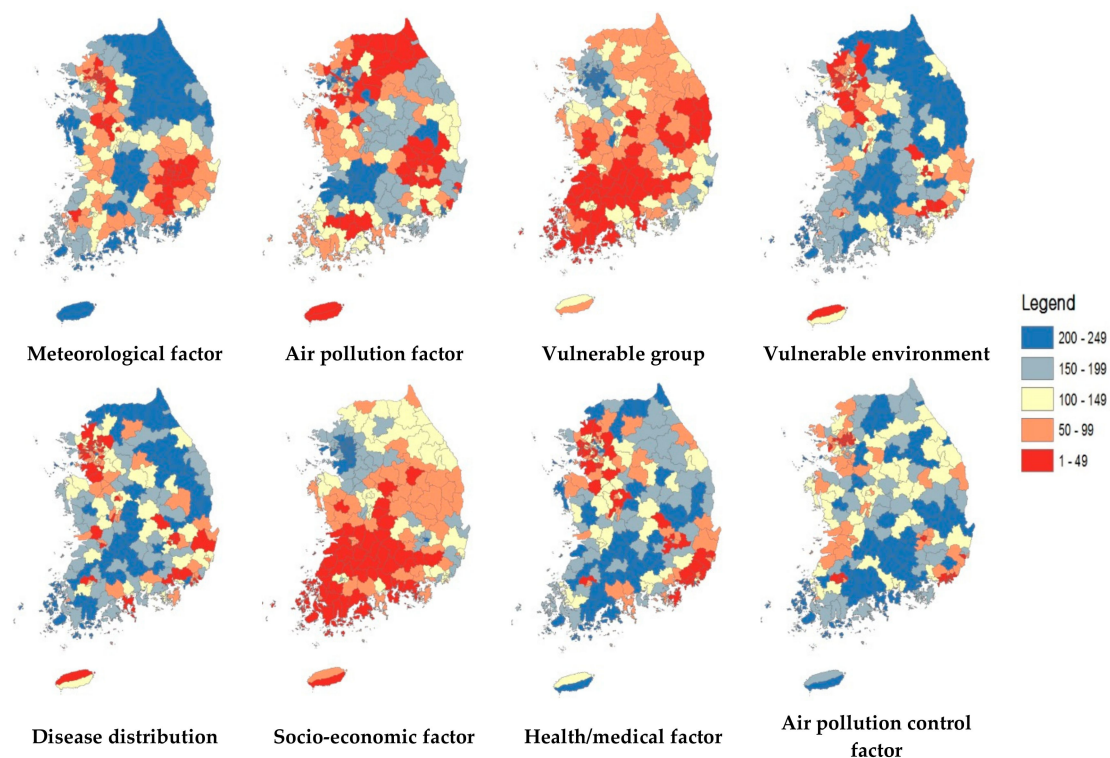 Meteorological factor
Air pollution factor
Vulnerable group
Vulnerable environment
Legend
200 - 249
150 - 199
100 - 149
50 - 99
1 - 49
Disease distribution
Socio-economic factor
Health/medical factor
Air pollution control
factor